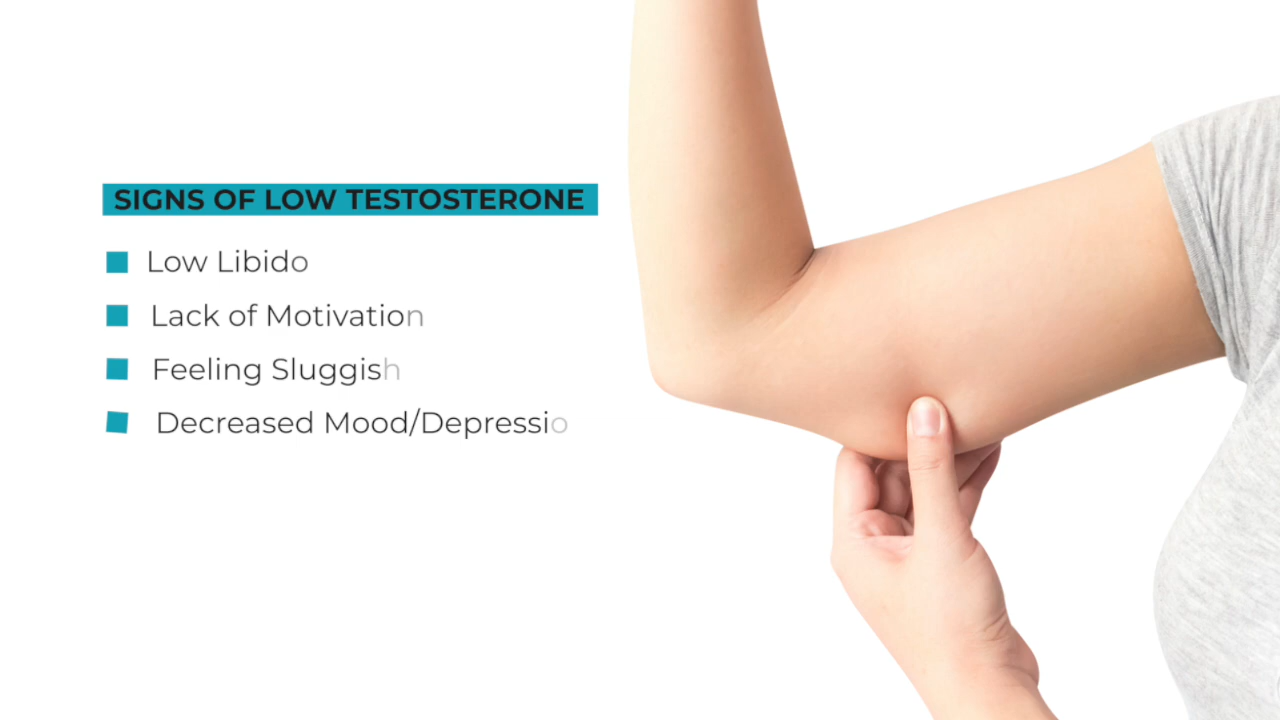 SIGNS OF LOW TESTOSTERONE
Low Libido
Lack of Motivation
Feeling Sluggish
Decreased Mood/Depressio